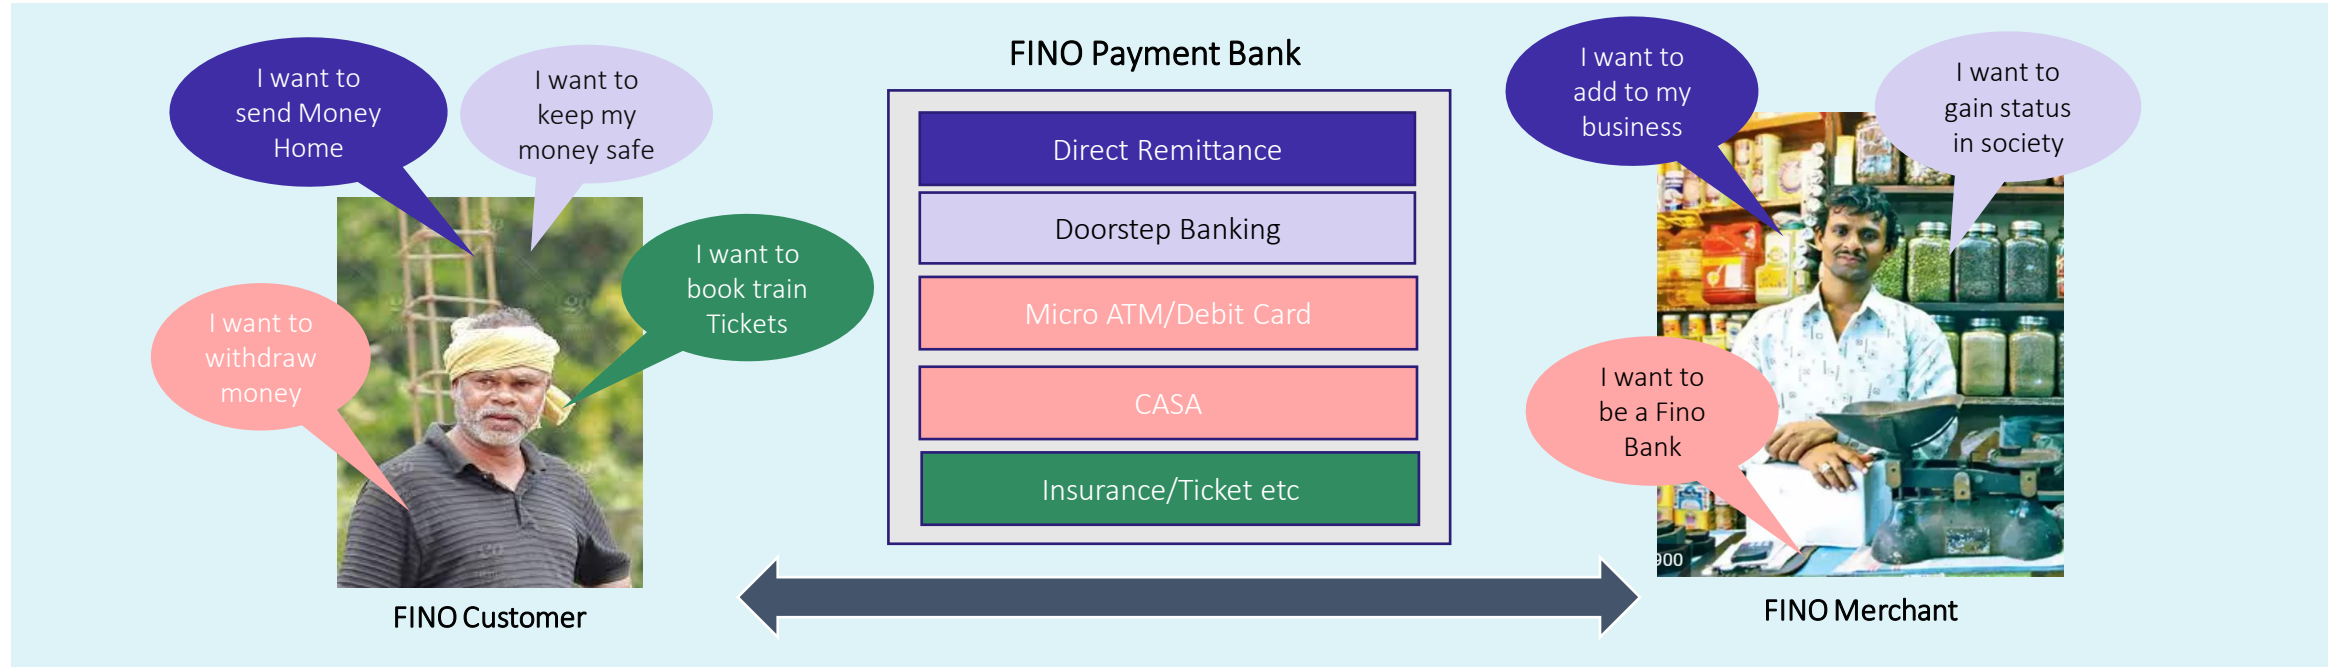 I want to
send Money
Home
I want to
keep my
money safe
I want to
book train
Tickets
I want to
withdraw
money
FINO Customer
FINO Payment Bank
Direct Remittance
Doorstep Banking
Micro ATM/Debit Card
CASA
Insurance/Ticket etc
I want to
add to my
business
I want to
gain status
in society
I want to
be a Fino
Bank
900
FINO Merchant